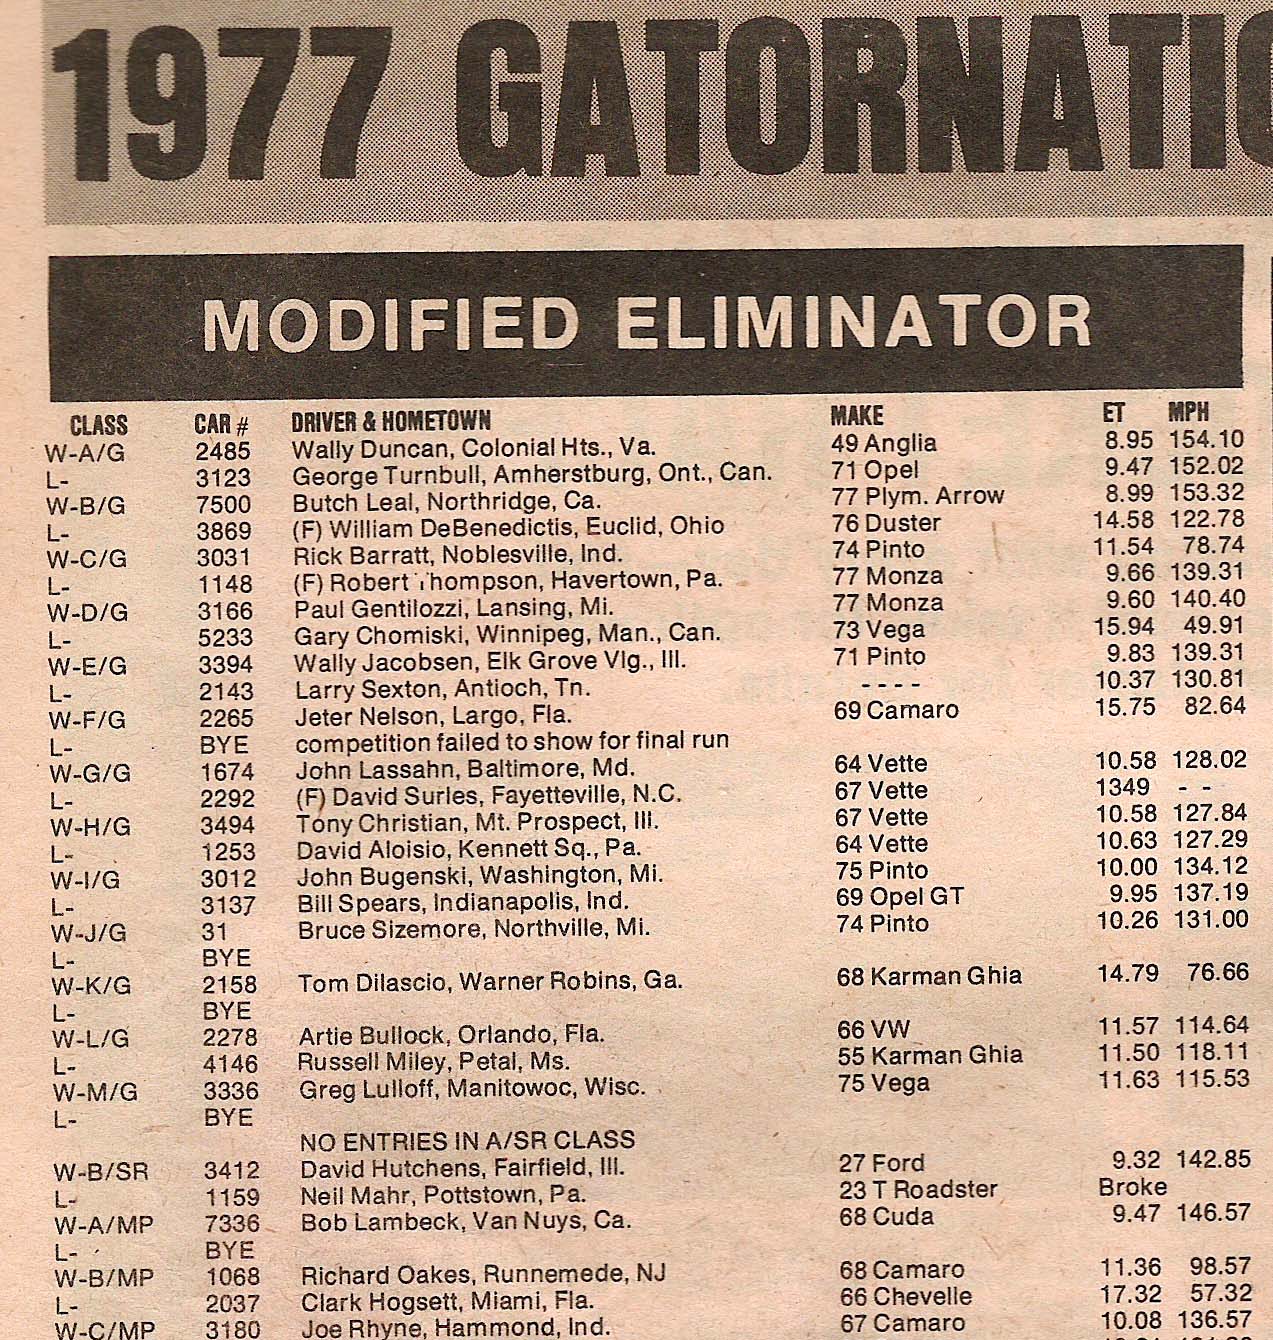 1977 GATORNATIO
MODIFIED ELIMINATOR
CLASS CAR # DRIVER & HOMETOWN MAKE ET MPH
W-A/G 2485 Wally Duncan, Colonial Hts., Va. 49 Anglia 8.95 154.10
L- 3123 George Turnbull, Amherstburg, Ont., Can. 71 Opel 9.47 152.02
W-B/G 7500 Butch Leal, Northridge, Ca. 77 Plym. Arrow 8.99 153.32
L- 3869 (F) William DeBenedictis, Euclid, Ohio 76 Duster 14.58 122.78
W-C/G 3031 Rick Barratt, Noblesville, Ind. 74 Pinto 11.54 78.74
L- 1148 (F) Robert Thompson, Havertown, Pa. 77 Monza 9.66 139.31
W-D/G 3166 Paul Gentilozzi, Lansing, Mi. 77 Monza 9.60 140.40
L- 5233 Gary Chomiski, Winnipeg, Man., Can. 73 Vega 15.94 49.91
W-E/G 3394 Wally Jacobsen, Elk Grove Vlg., Ill. 71 Pinto 9.83 139.31
L- 2143 Larry Sexton, Antioch, Tn. - - - - 10.37 130.81
W-F/G 2265 Jeter Nelson, Largo, Fla. 69 Camaro 15.75 82.64
L- BYE competition failed to show for final run
W-G/G 1674 John Lassahn, Baltimore, Md. 64 Vette 10.58 128.02
L- 2292 (F) David Surles, Fayetteville, N.C. 67 Vette 1349 - -
W-H/G 3494 Tony Christian, Mt. Prospect, Ill. 67 Vette 10.58 127.84
L- 1253 David Aloisio, Kennett Sq., Pa. 64 Vette 10.63 127.29
W-I/G 3012 John Bugenski, Washington, Mi. 75 Pinto 10.00 134.12
L- 3137 Bill Spears, Indianapolis, Ind. 69 Opel GT 9.95 137.19
W-J/G 31 Bruce Sizemore, Northville, Mi. 74 Pinto 10.26 131.00
L- BYE
W-K/G 2158 Tom Dilascio, Warner Robins, Ga. 68 Karman Ghia 14.79 76.66
L- BYE
W-L/G 2278 Artie Bullock, Orlando, Fla. 66 VW 11.57 114.64
L- 4146 Russell Miley, Petal, Ms. 55 Karman Ghia 11.50 118.11
W-M/G 3336 Greg Lulloff, Manitowoc, Wisc. 75 Vega 11.63 115.53
L- BYE
NO ENTRIES IN A/SR CLASS
W-B/SR 3412 David Hutchens, Fairfield, Ill. 27 Ford 9.32 142.85
L- 1159 Neil Mahr, Pottstown, Pa. 23 T Roadster Broke
W-A/MP 7336 Bob Lambeck, Van Nuys, Ca. 68 Cuda 9.47 146.57
L- BYE
W-B/MP 1068 Richard Oakes, Runnemede, NJ 68 Camaro 11.36 98.57
L- 2037 Clark Hogsett, Miami, Fla. 66 Chevelle 17.32 57.32
W-C/MP 3180 Joe Rhyne, Hammond, Ind. 67 Camaro 10.08 136.57